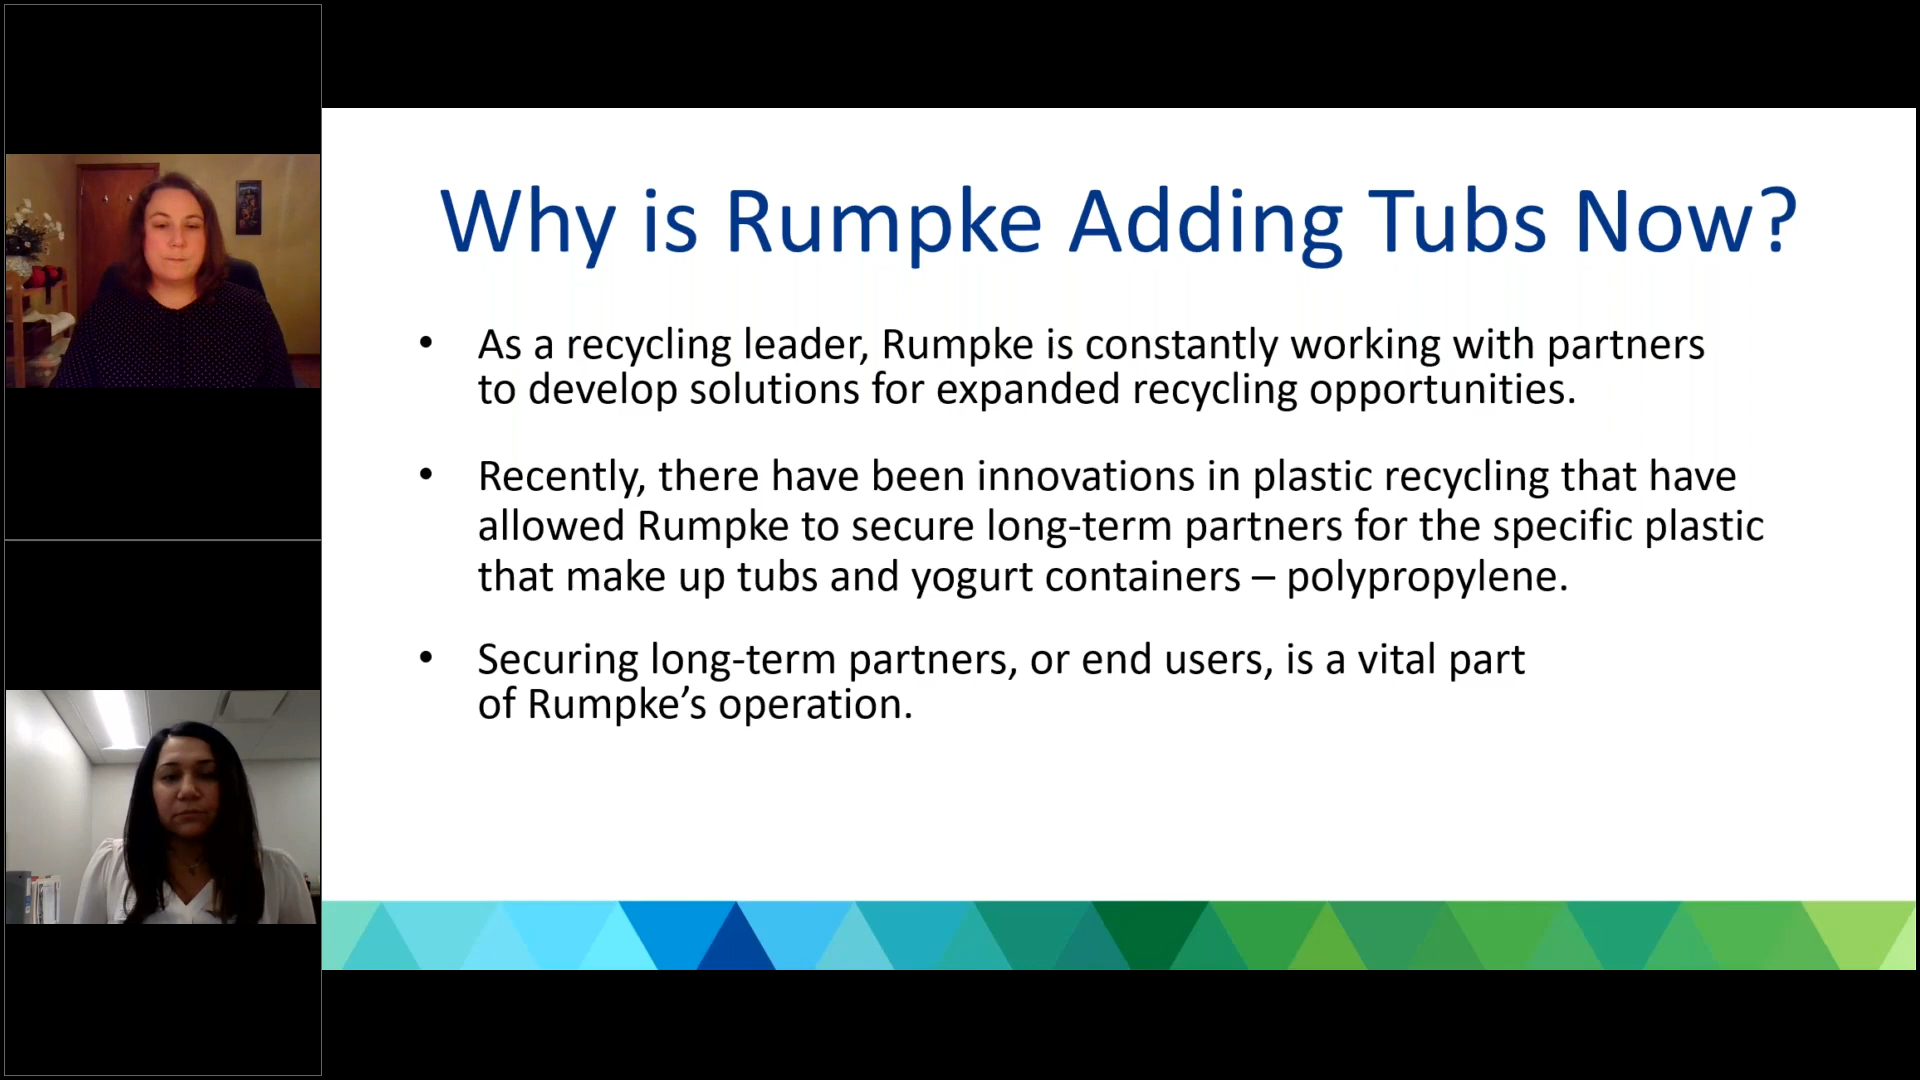 Why is Rumpke Adding Tubs Now?
• As a recycling leader, Rumpke is constantly working with partners
to develop solutions for expanded recycling opportunities.
• Recently, there have been innovations in plastic recycling that have
allowed Rumpke to secure long-term partners for the specific plastic
that make up tubs and yogurt containers – polypropylene.
• Securing long-term partners, or end users, is a vital part
of Rumpke’s operation.